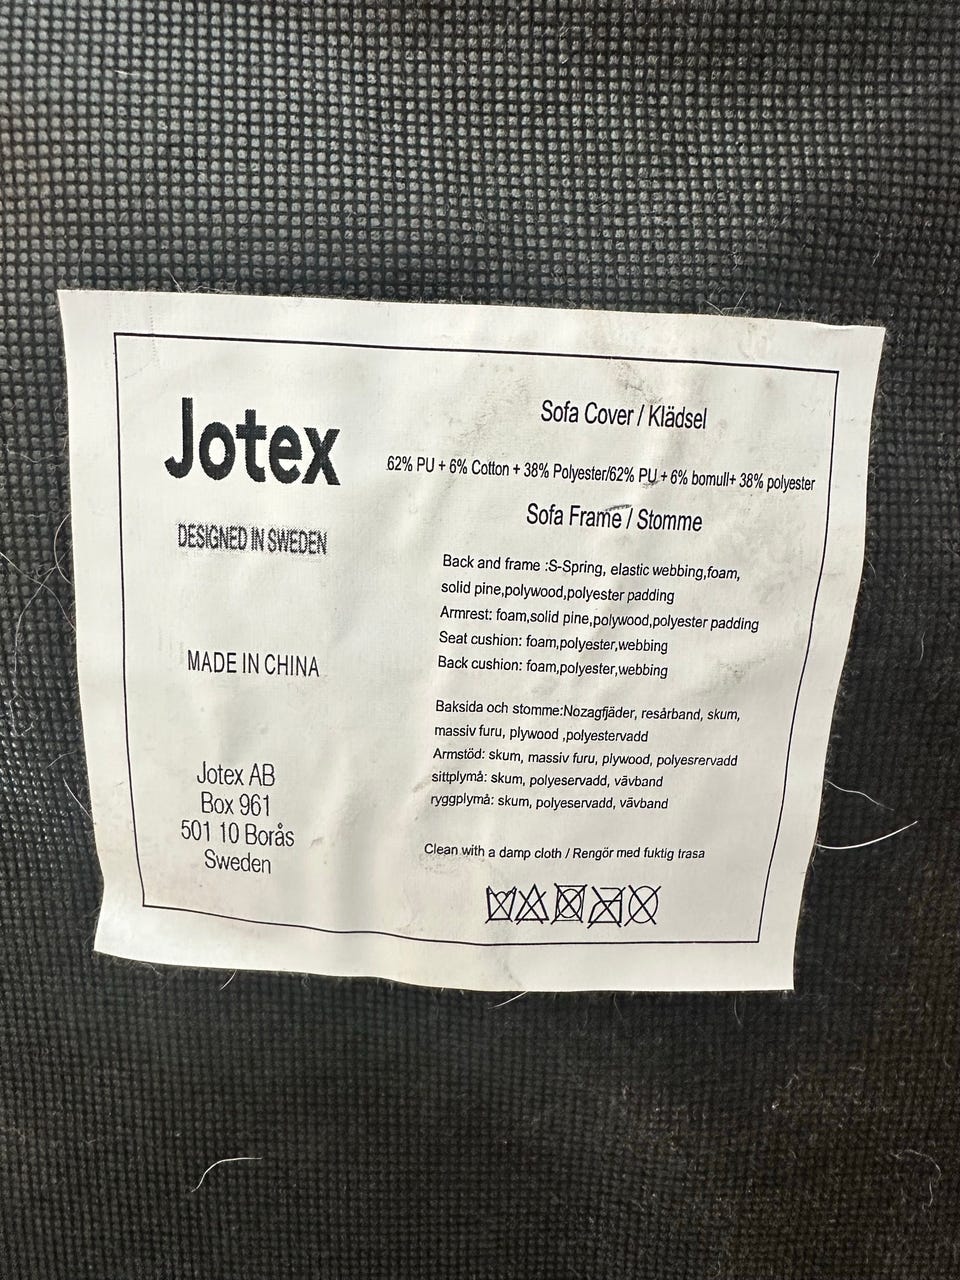 Jotex
DESIGNED IN SWEDEN
MADE IN CHINA
Jotex AB
Box 961
501 10 Borås
Sweden
Sofa Cover / Klädsel
62% PU + 6% Cotton + 38% Polyester/62% PU + 6% bomull+ 38% polyester
Sofa Frame / Stomme
Back and frame :S-Spring, elastic webbing,foam,
solid pine,polywood,polyester padding
Armrest: foam,solid pine,polywood,polyester padding
Seat cushion: foam,polyester,webbing
Back cushion: foam,polyester,webbing
Baksida och stomme:Nozagfjäder, resårband, skum,
massiv furu, plywood ,polyestervadd
Armstöd: skum, massiv furu, plywood, polyesrervadd
sittplymå: skum, polyeservadd, vävband
ryggplymå: skum, polyeservadd, vävband
Clean with a damp cloth / Rengör med fuktig trasa